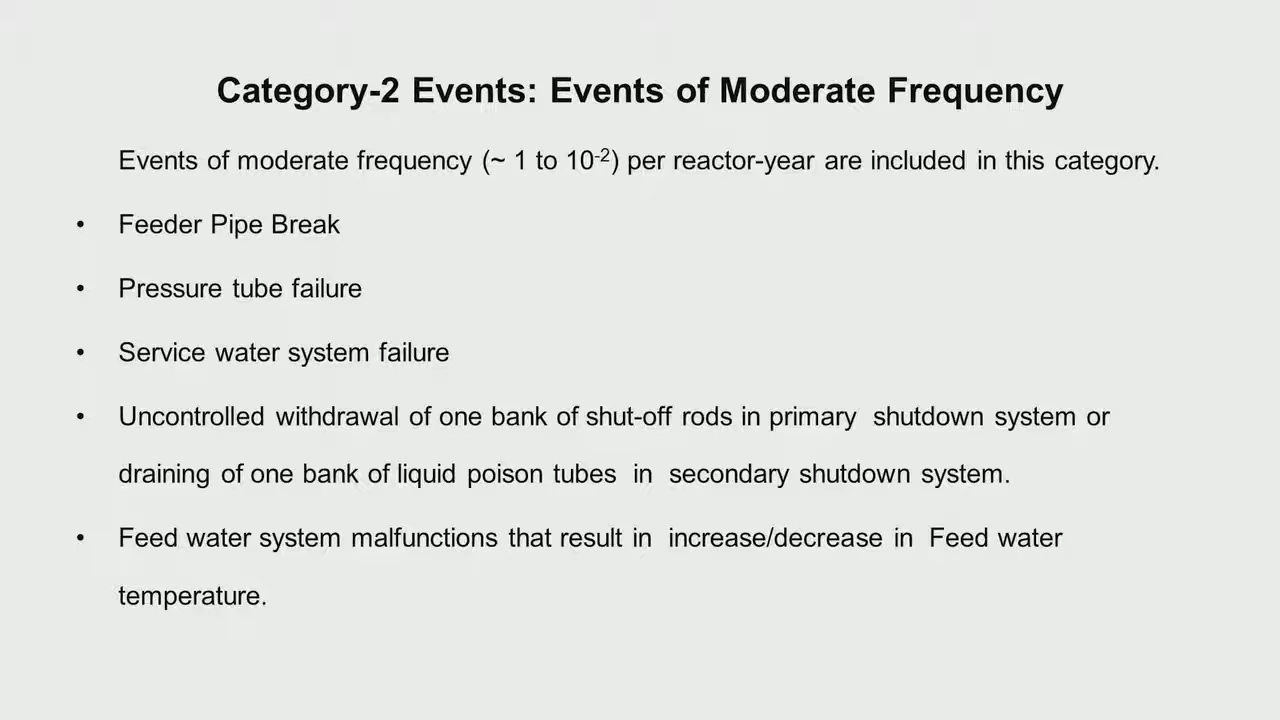 Category-2 Events: Events of Moderate Frequency
Events of moderate frequency (~ 1 to 10⁻²) per reactor-year are included in this category.
• Feeder Pipe Break
• Pressure tube failure
• Service water system failure
• Uncontrolled withdrawal of one bank of shut-off rods in primary shutdown system or
draining of one bank of liquid poison tubes in secondary shutdown system.
• Feed water system malfunctions that result in increase/decrease in Feed water
temperature.